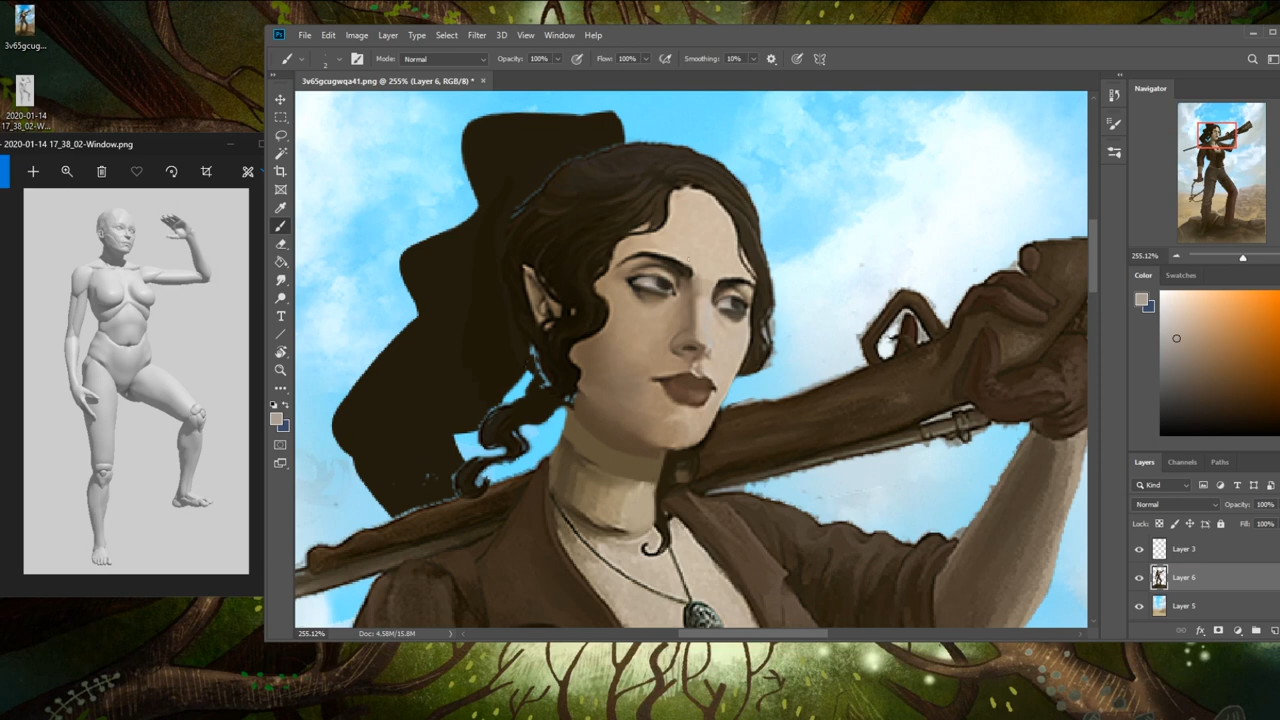 3v65gcug...
2020-01-14
17_38_02-W...
- 2020-01-14 17_38_02-Window.png
Ps File Edit Image Layer Type Select Filter 3D View Window Help
2 Mode: Normal Opacity: 100% Flow: 100% Smoothing: 10%
3v65gcugwqa41.png @ 255% (Layer 6, RGB/8) *
Navigator
255.12%
Color Swatches
Layers Channels Paths
Kind
Normal Opacity: 100%
Lock: Fill: 100%
Layer 3
Layer 6
Layer 5
fx
255.12% Doc: 4.58M/15.8M